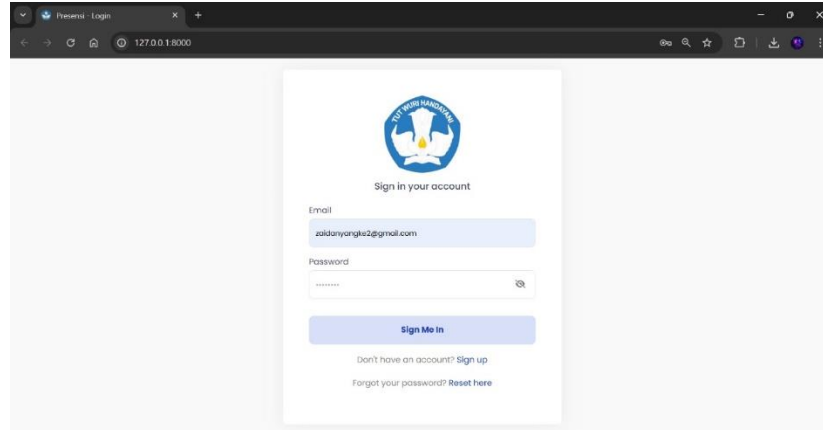 Presensi - Login
127.0.0.1:8000
TUT WURI HANDAYANI
Sign in your account
Email
zaidanyangke2@gmail.com
Password
········
Sign Me In
Don't have an account? Sign up
Forgot your password? Reset here